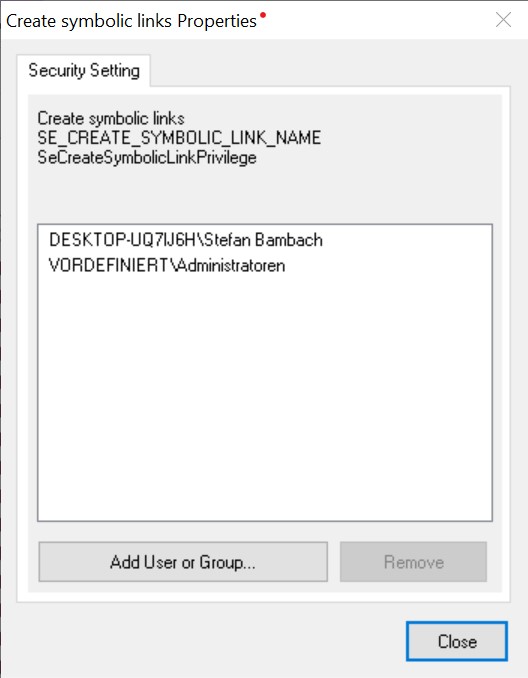 Create symbolic links Properties
Security Setting
Create symbolic links
SE_CREATE_SYMBOLIC_LINK_NAME
SeCreateSymbolicLinkPrivilege
DESKTOP-UQ7IJ6H\Stefan Bambach
VORDEFINIERT\Administratoren
Add User or Group...
Remove
Close